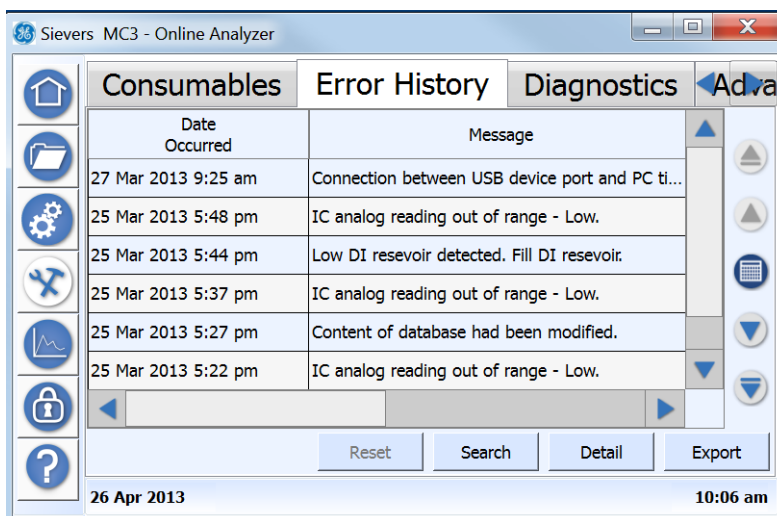 Sievers MC3 - Online Analyzer
Consumables Error History Diagnostics Adva
Date Occurred Message
27 Mar 2013 9:25 am Connection between USB device port and PC ti...
25 Mar 2013 5:48 pm IC analog reading out of range - Low.
25 Mar 2013 5:44 pm Low DI resevoir detected. Fill DI resevoir.
25 Mar 2013 5:37 pm IC analog reading out of range - Low.
25 Mar 2013 5:27 pm Content of database had been modified.
25 Mar 2013 5:22 pm IC analog reading out of range - Low.
Reset Search Detail Export
26 Apr 2013 10:06 am